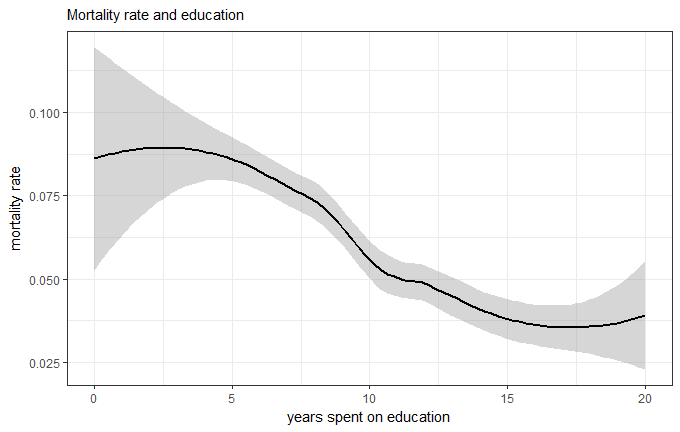 Mortality rate and education
mortality rate
0.100
0.075
0.050
0.025
0 5 10 15 20
years spent on education